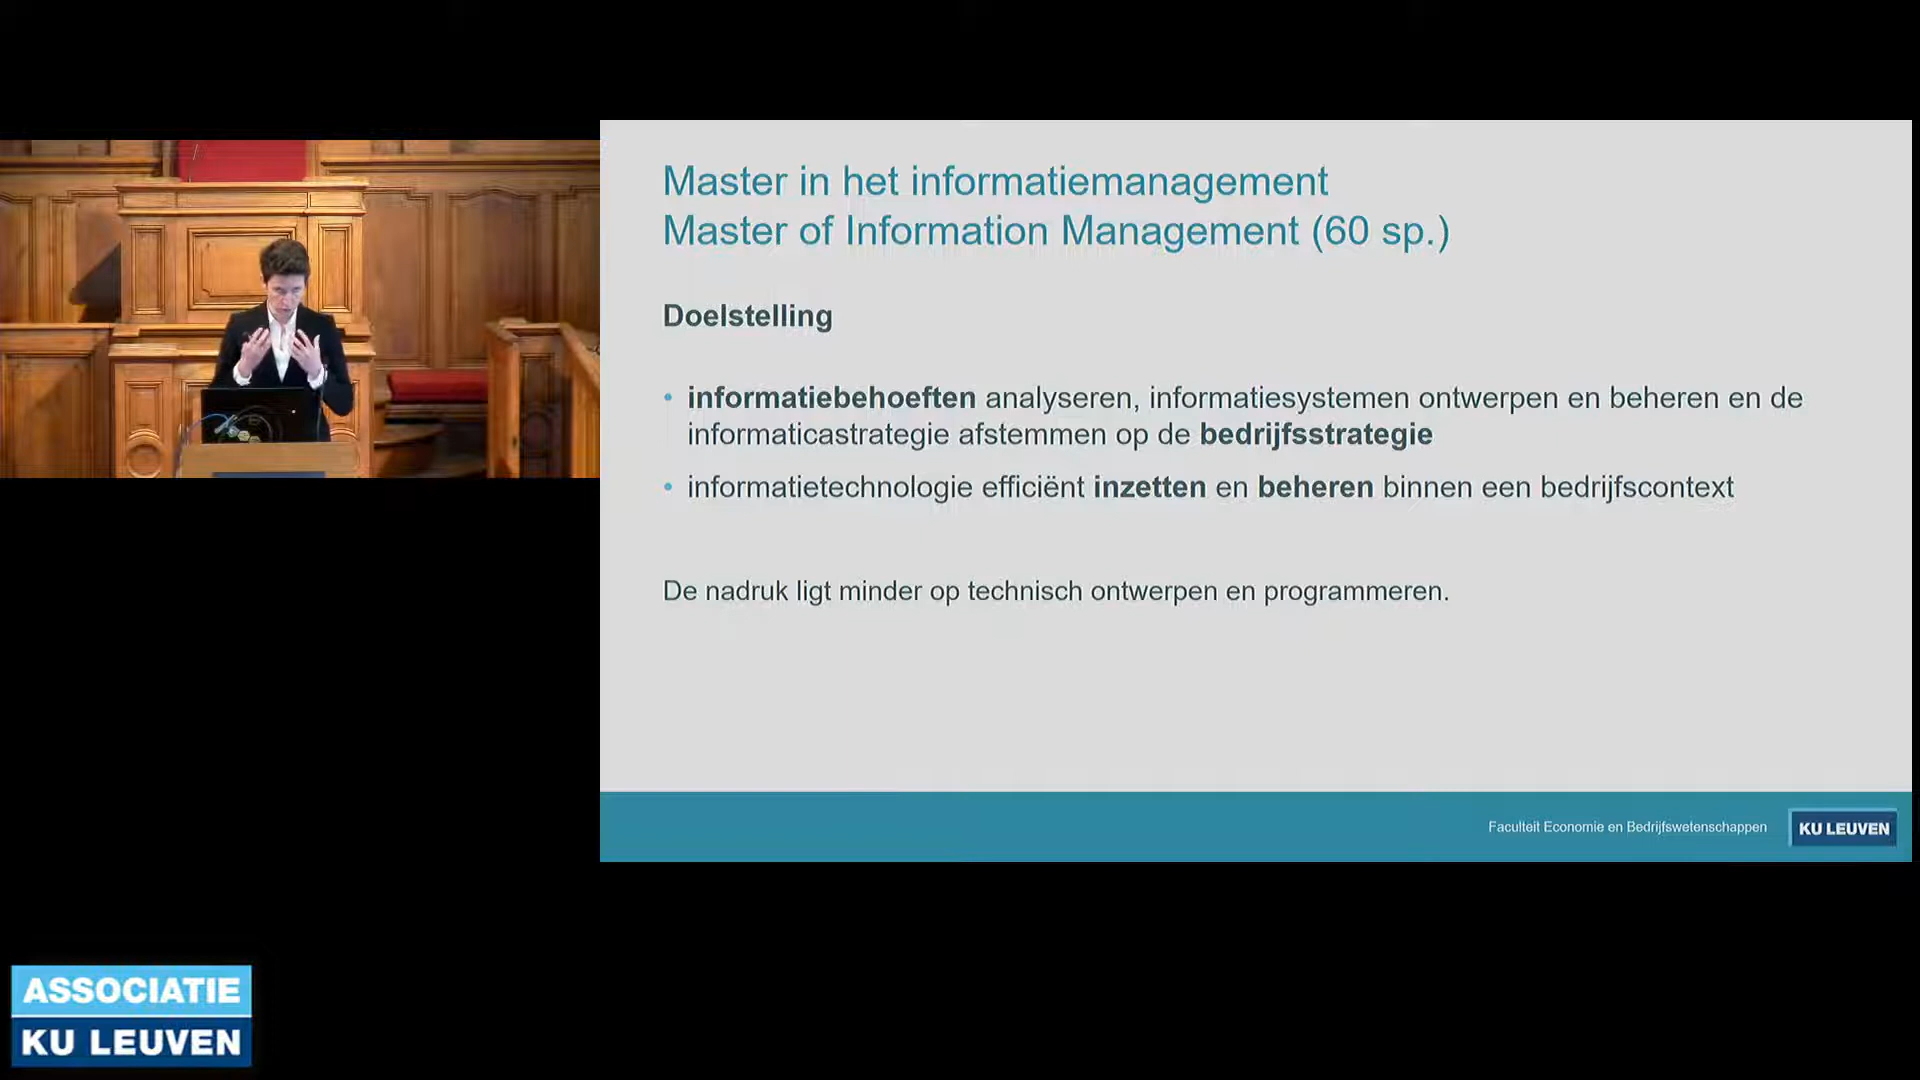 Master in het informatiemanagement
Master of Information Management (60 sp.)
Doelstelling
• informatiebehoeften analyseren, informatiesystemen ontwerpen en beheren en de
informaticastrategie afstemmen op de bedrijfsstrategie
• informatietechnologie efficiënt inzetten en beheren binnen een bedrijfscontext
De nadruk ligt minder op technisch ontwerpen en programmeren.
Faculteit Economie en Bedrijfswetenschappen
KU LEUVEN
ASSOCIATIE
KU LEUVEN